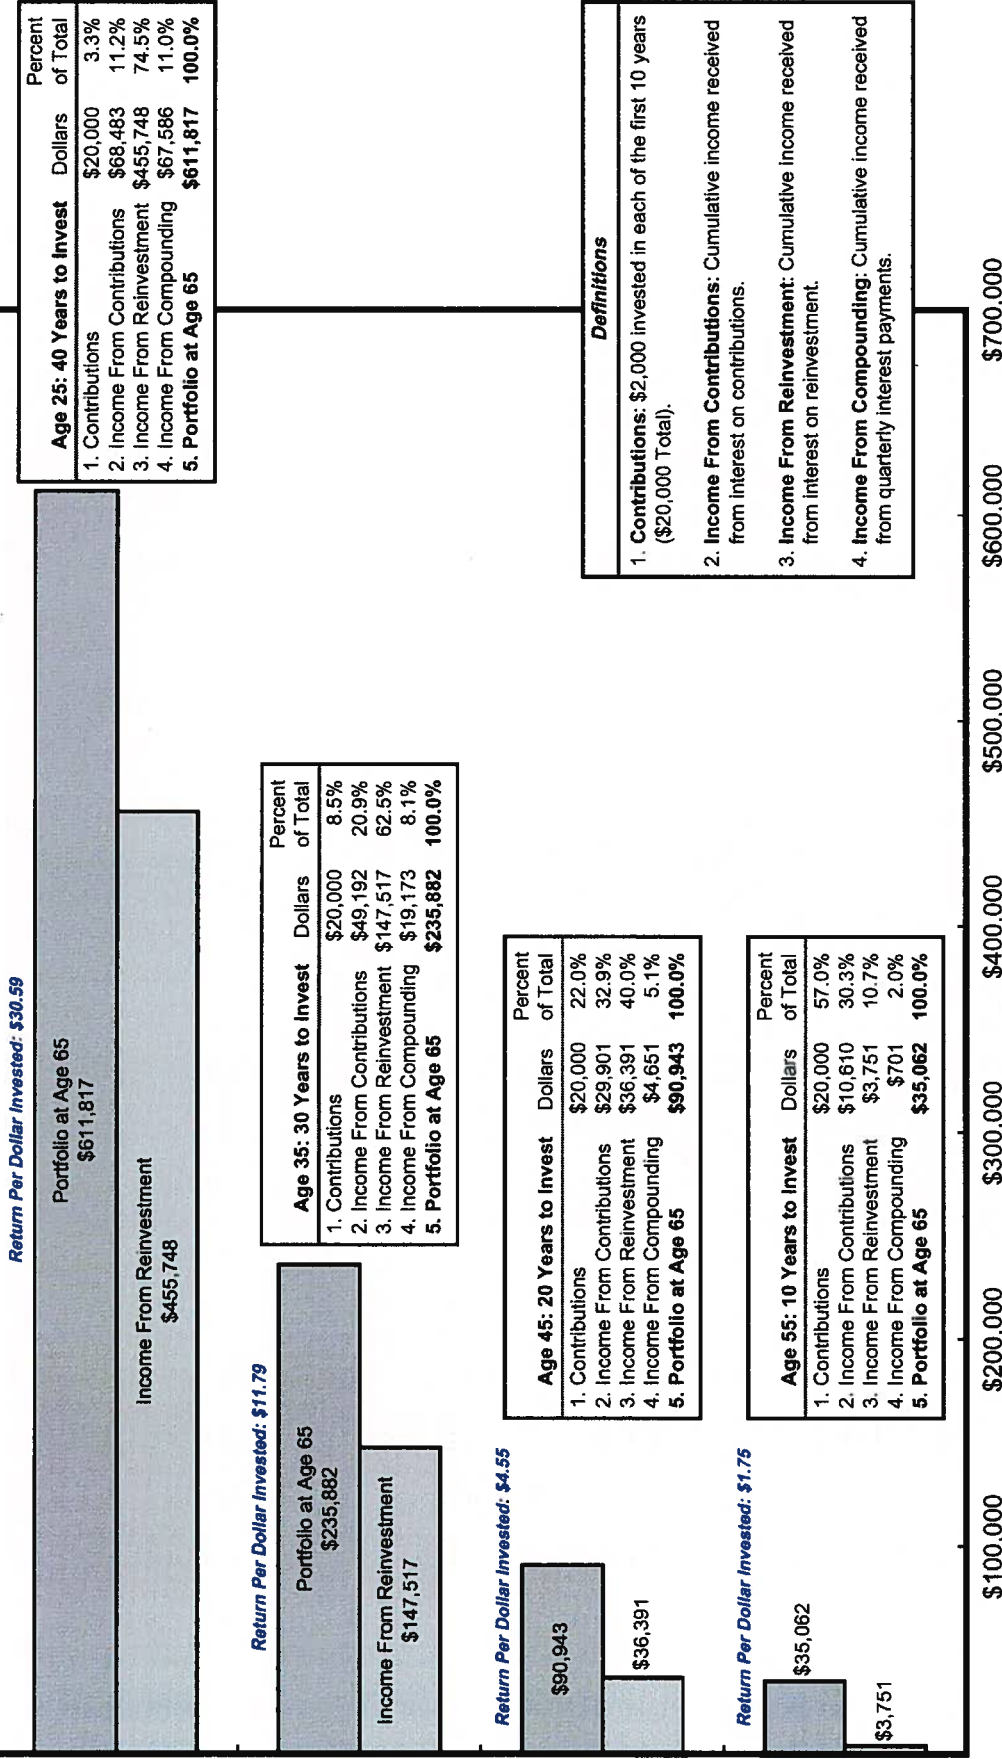 Return Per Dollar Invested: $30.59
Portfolio at Age 65
$611,817
Income From Reinvestment
$455,748
Age 25: 40 Years to Invest Dollars Percent of Total
1. Contributions $20,000 3.3%
2. Income From Contributions $68,483 11.2%
3. Income From Reinvestment $455,748 74.5%
4. Income From Compounding $67,586 11.0%
5. Portfolio at Age 65 $611,817 100.0%
Return Per Dollar Invested: $11.79
Portfolio at Age 65
$235,882
Income From Reinvestment
$147,517
Age 35: 30 Years to Invest Dollars Percent of Total
1. Contributions $20,000 8.5%
2. Income From Contributions $49,192 20.9%
3. Income From Reinvestment $147,517 62.5%
4. Income From Compounding $19,173 8.1%
5. Portfolio at Age 65 $235,882 100.0%
Return Per Dollar Invested: $4.55
$90,943
$36,391
Age 45: 20 Years to Invest Dollars Percent of Total
1. Contributions $20,000 22.0%
2. Income From Contributions $29,901 32.9%
3. Income From Reinvestment $36,391 40.0%
4. Income From Compounding $4,651 5.1%
5. Portfolio at Age 65 $90,943 100.0%
Return Per Dollar Invested: $1.75
$35,062
$3,751
Age 55: 10 Years to Invest Dollars Percent of Total
1. Contributions $20,000 57.0%
2. Income From Contributions $10,610 30.3%
3. Income From Reinvestment $3,751 10.7%
4. Income From Compounding $701 2.0%
5. Portfolio at Age 65 $35,062 100.0%
Definitions
1. Contributions: $2,000 invested in each of the first 10 years
($20,000 Total).
2. Income From Contributions: Cumulative income received
from interest on contributions.
3. Income From Reinvestment: Cumulative income received
from interest on reinvestment.
4. Income From Compounding: Cumulative income received
from quarterly interest payments.
$100.000 $200.000 $300.000 $400.000 $500.000 $600.000 $700.000